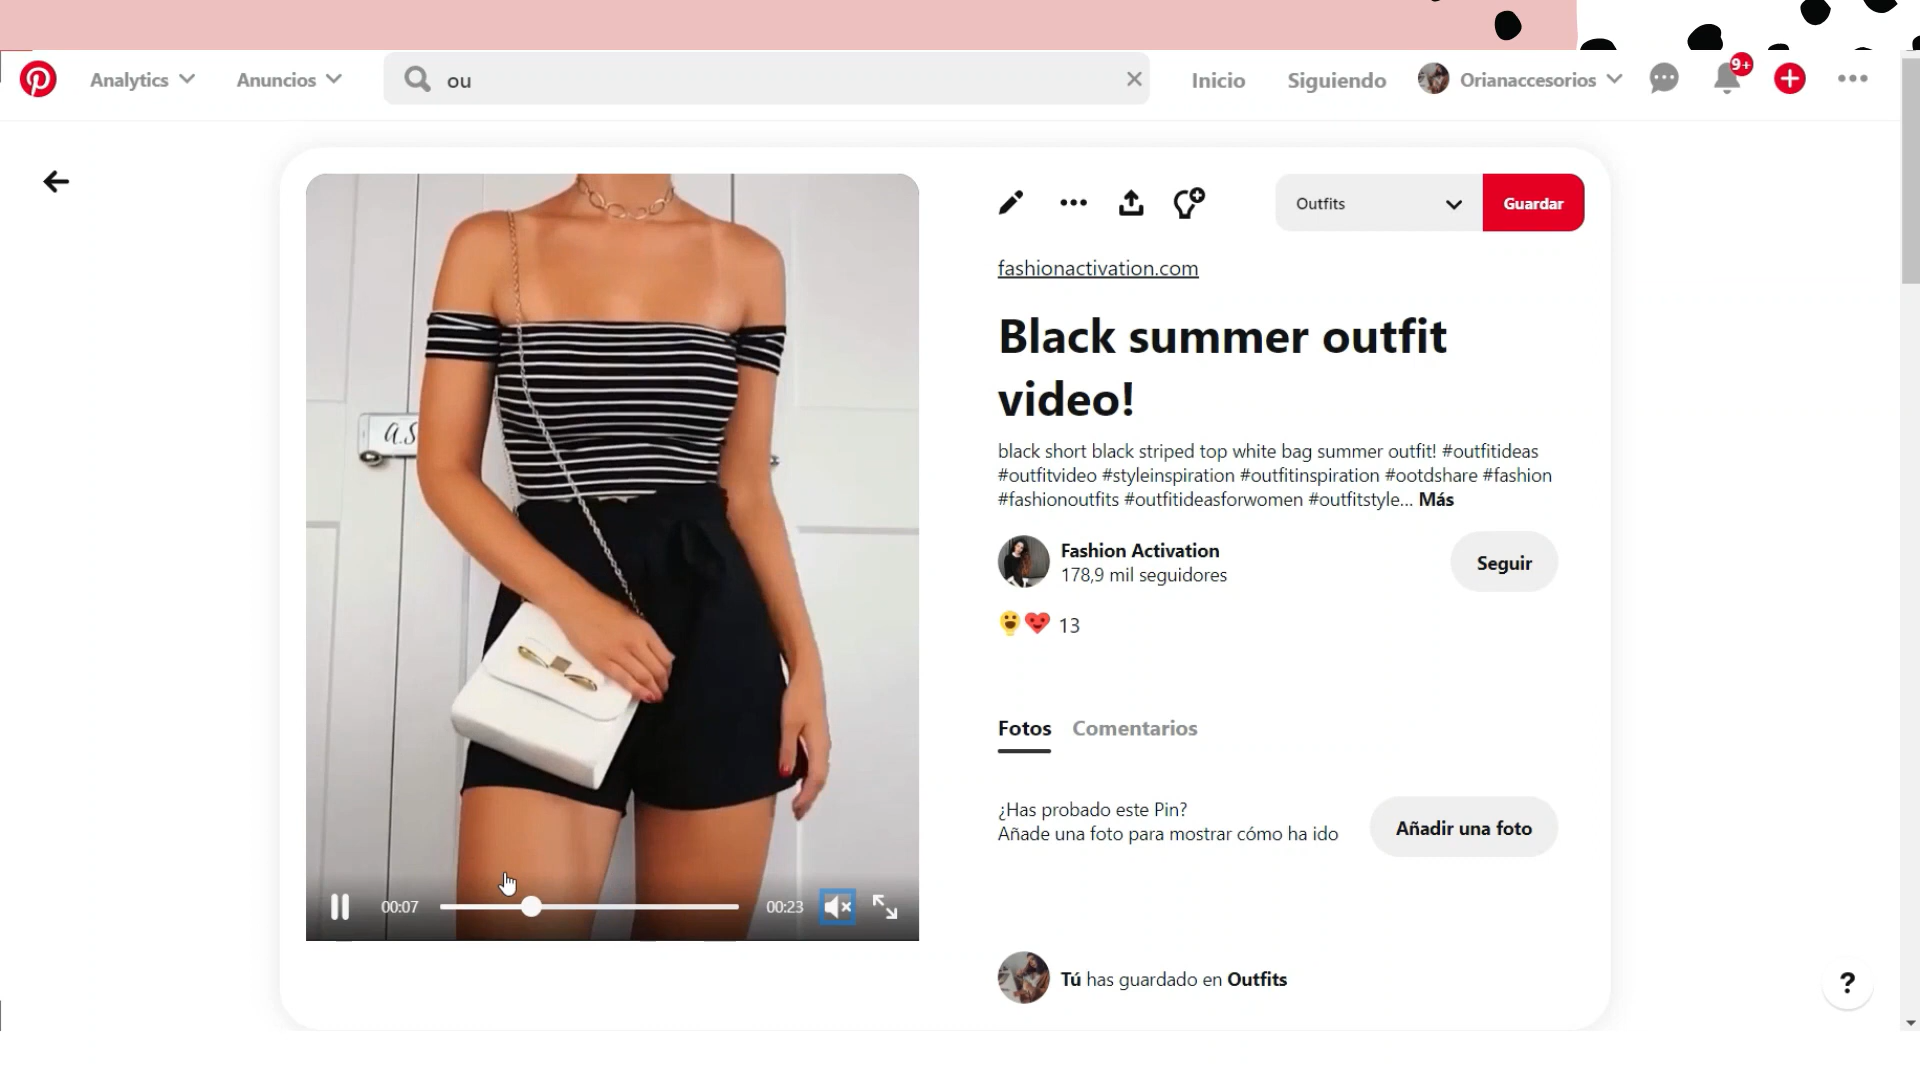 Analytics
Anuncios
ou
Inicio
Siguiendo
Orianaccesorios
9+
Outfits
Guardar
fashionactivation.com
Black summer outfit
video!
black short black striped top white bag summer outfit! #outfitideas
#outfitvideo #styleinspiration #outfitinspiration #ootdshare #fashion
#fashionoutfits #outfitideasforwomen #outfitstyle... Más
Fashion Activation
178,9 mil seguidores
Seguir
13
Fotos
Comentarios
¿Has probado este Pin?
Añade una foto para mostrar cómo ha ido
Añadir una foto
Tú has guardado en Outfits
a.s
00:07
00:23
?